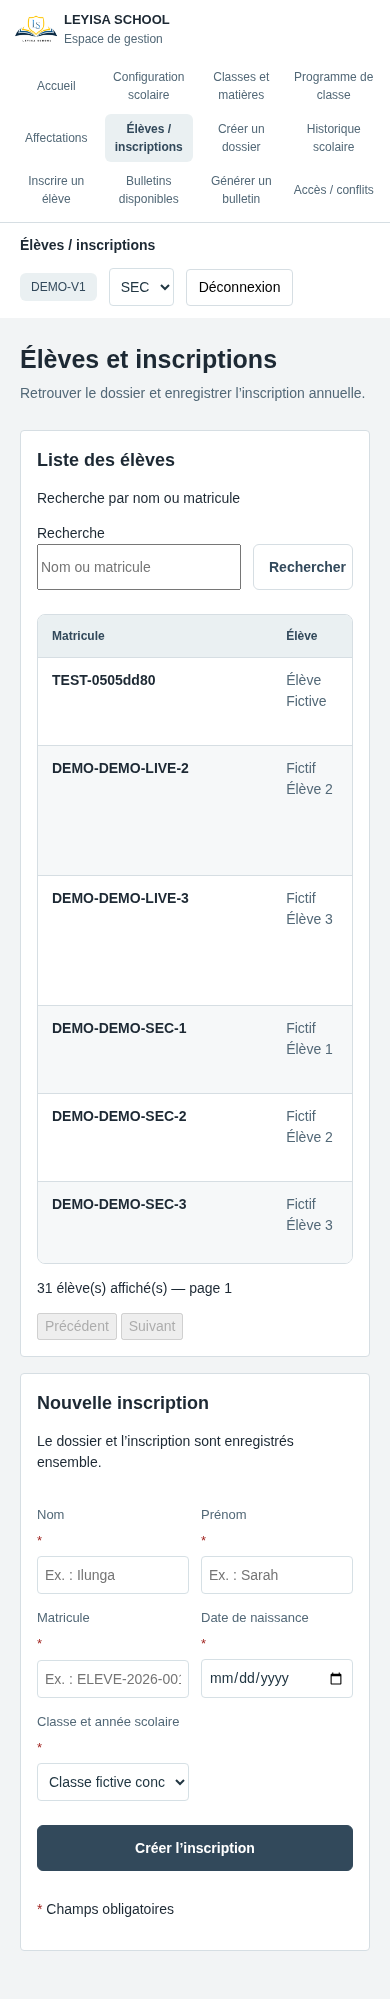 LEYISA SCHOOL
Espace de gestion
Accueil
Configuration scolaire
Classes et matières
Programme de classe
Affectations
Élèves / inscriptions
Créer un dossier
Historique scolaire
Inscrire un élève
Bulletins disponibles
Générer un bulletin
Accès / conflits
Élèves / inscriptions
DEMO-V1 SEC Déconnexion
Élèves et inscriptions
Retrouver le dossier et enregistrer l’inscription annuelle.
Liste des élèves
Recherche par nom ou matricule
Recherche
Nom ou matricule Rechercher
Matricule Élève
TEST-0505dd80 Élève
Fictive
DEMO-DEMO-LIVE-2 Fictif
Élève 2
DEMO-DEMO-LIVE-3 Fictif
Élève 3
DEMO-DEMO-SEC-1 Fictif
Élève 1
DEMO-DEMO-SEC-2 Fictif
Élève 2
DEMO-DEMO-SEC-3 Fictif
Élève 3
31 élève(s) affiché(s) — page 1
Précédent Suivant
Nouvelle inscription
Le dossier et l’inscription sont enregistrés
ensemble.
Nom Prénom
* *
Ex. : Ilunga Ex. : Sarah
Matricule Date de naissance
* *
Ex. : ELEVE-2026-001 mm/dd/yyyy
Classe et année scolaire
*
Classe fictive conc
Créer l’inscription
* Champs obligatoires